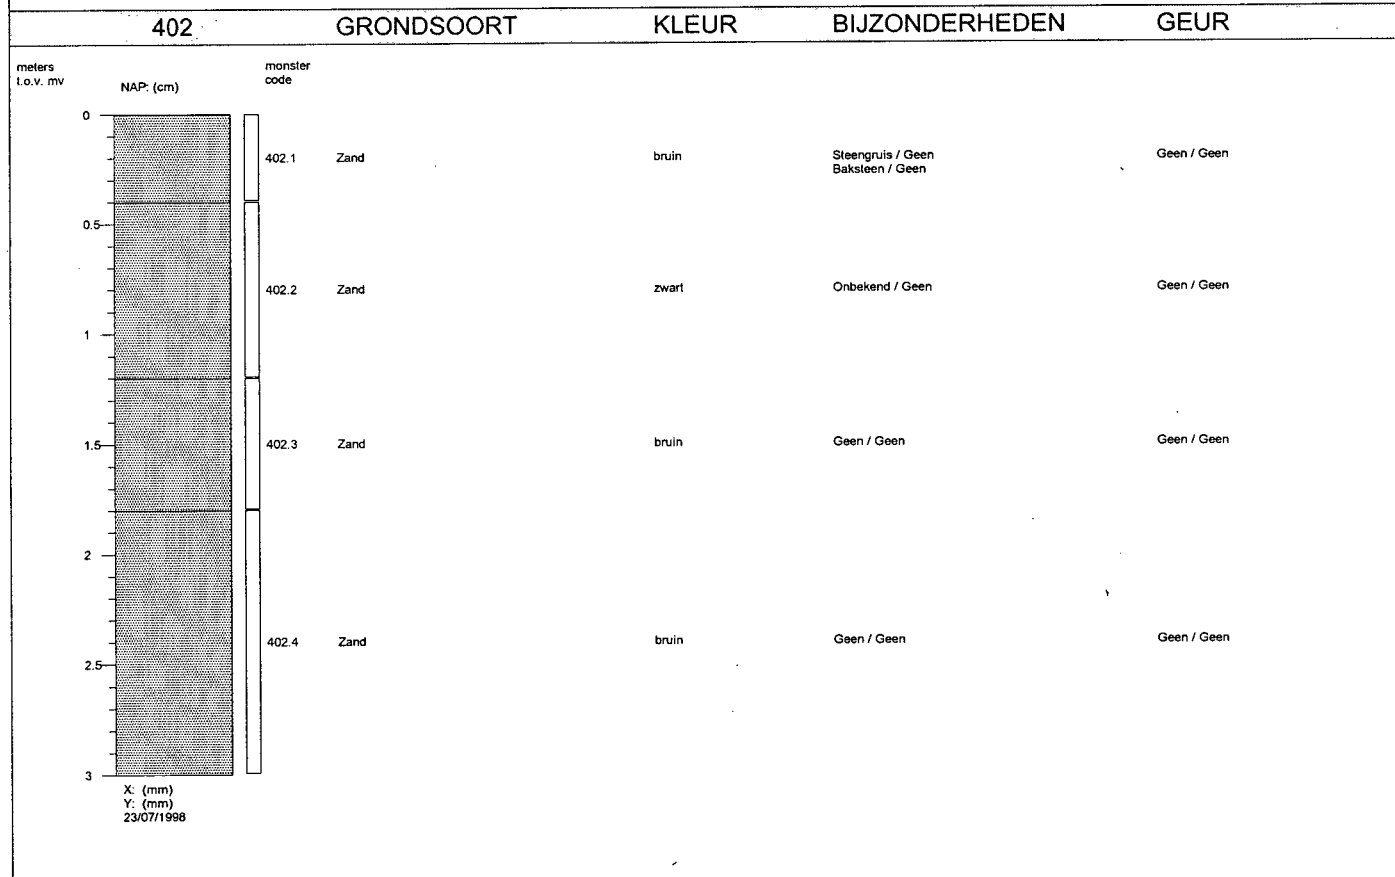 402 GRONDSOORT KLEUR BIJZONDERHEDEN GEUR
meters
t.o.v. mv
NAP: (cm)
monster
code
0
402.1 Zand bruin Steengruis / Geen Geen / Geen
Baksteen / Geen
0.5
402.2 Zand zwart Onbekend / Geen Geen / Geen
1
1.5
402.3 Zand bruin Geen / Geen Geen / Geen
2
402.4 Zand bruin Geen / Geen Geen / Geen
2.5
3
X: (mm)
Y: (mm)
23/07/1998